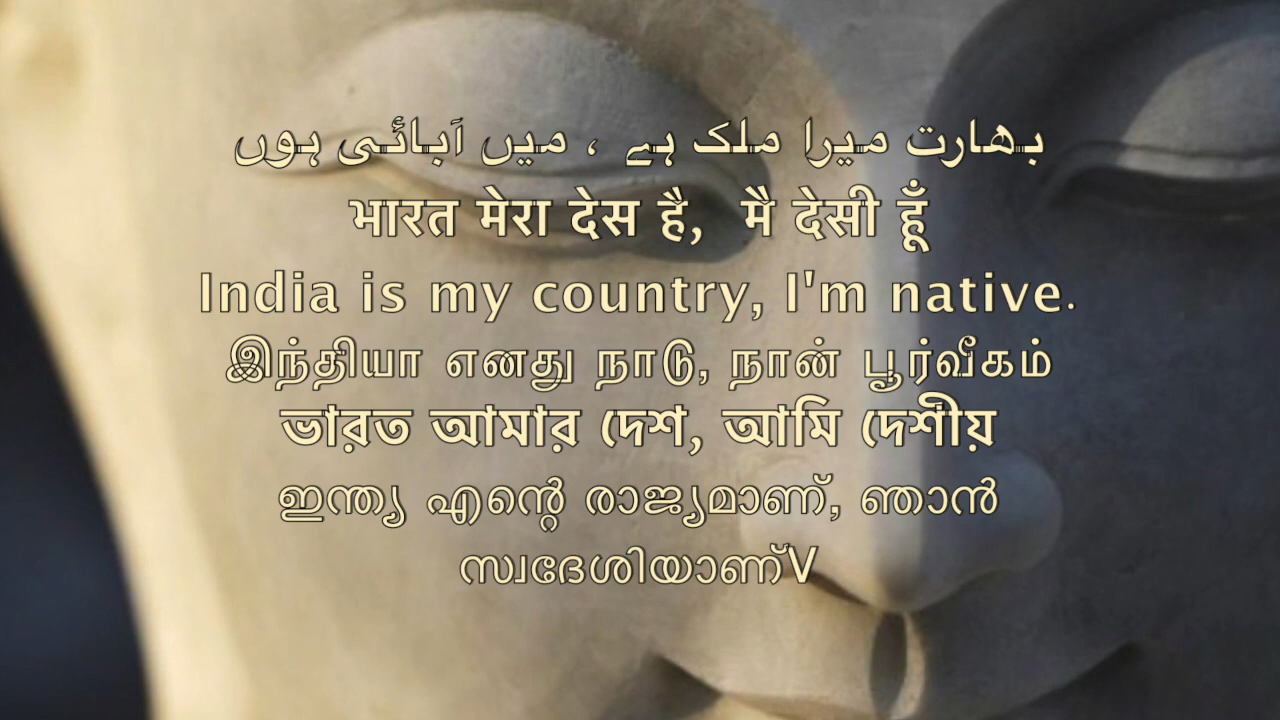 بھارت میرا ملک ہے ، میں آبائی ہوں
भारत मेरा देस है, मै देसी हूँ
India is my country, I'm native.
இந்தியா எனது நாடு, நான் பூர்வீகம்
ভারত আমার দেশ, আমি দেশীয়
ഇന്ത്യ എന്റെ രാജ്യമാണ്, ഞാൻ
സ്വദേശിയാണ്V